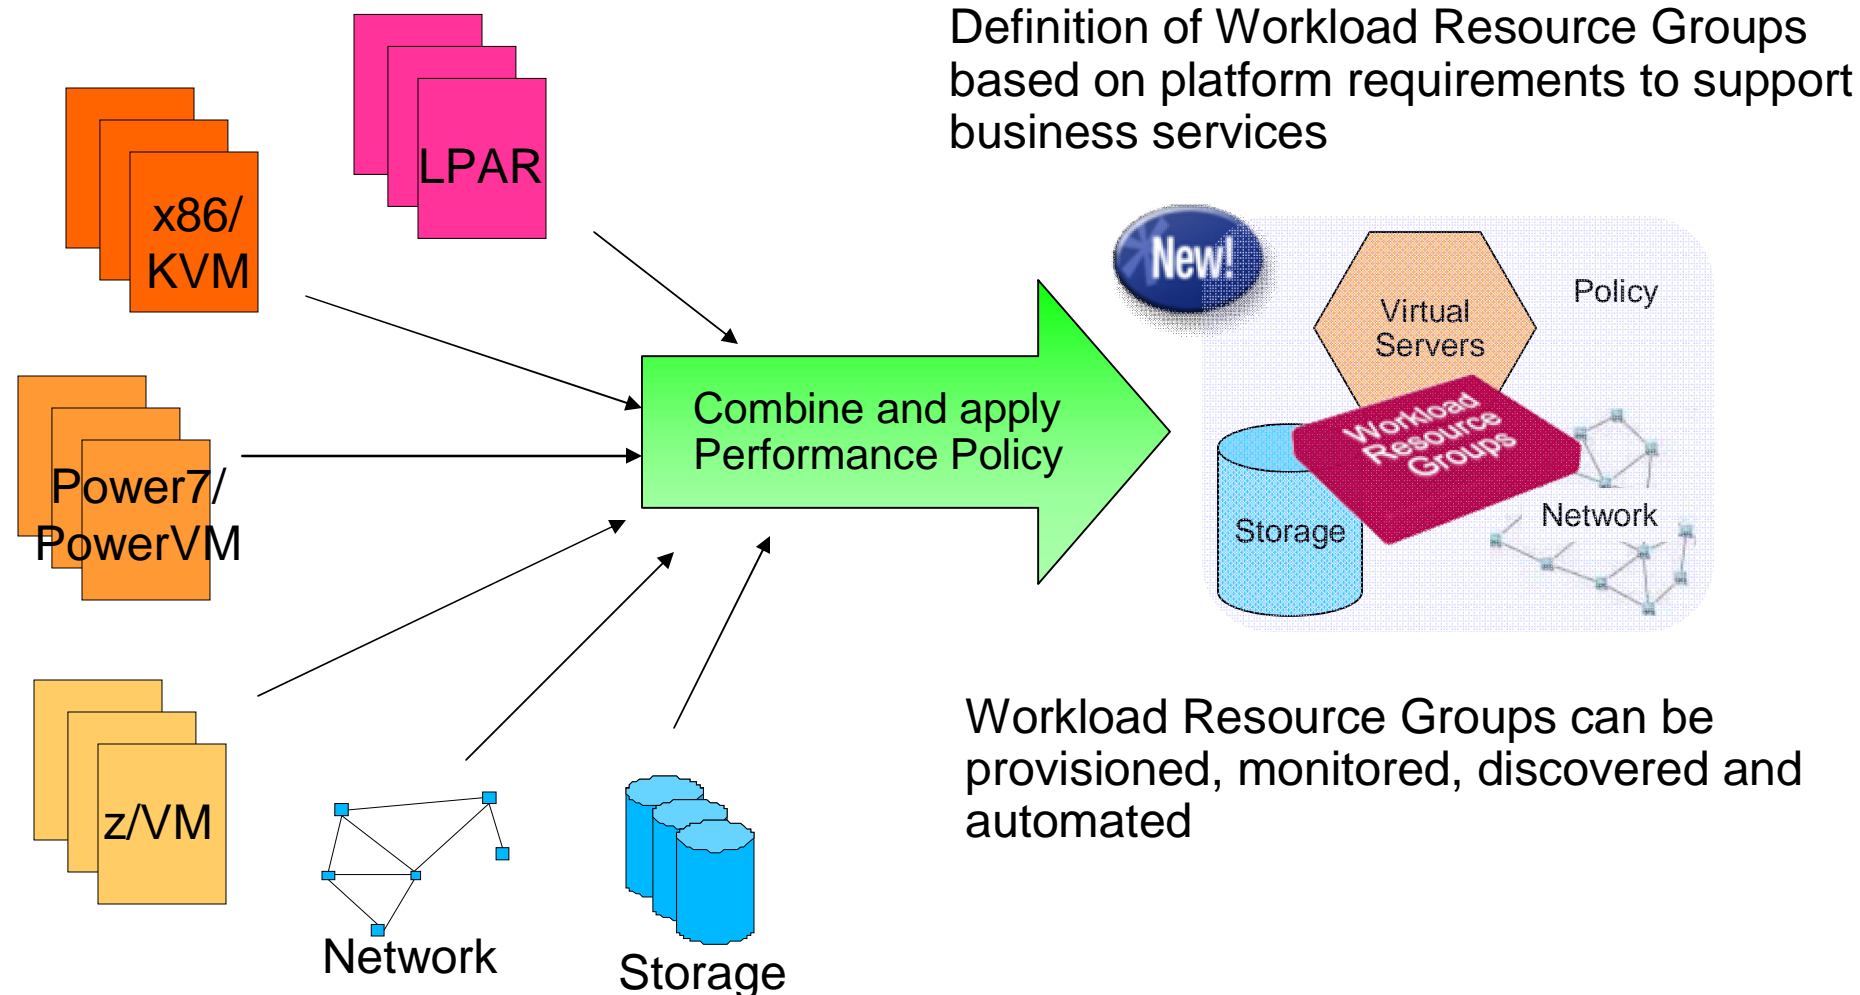 Definition of Workload Resource Groups
based on platform requirements to support
business services
LPAR
x86/
KVM
New!
Policy
Virtual
Servers
Combine and apply
Performance Policy
Workload
Resource
Groups
Power7/
PowerVM
Storage
Network
Workload Resource Groups can be
provisioned, monitored, discovered and
automated
z/VM
Network
Storage